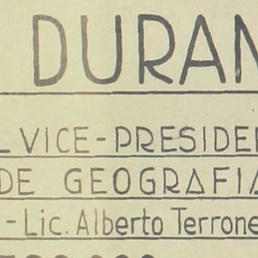 DURAN
L VICE-PRESIDEN
DE GEOGRAFIA
-Lic. Alberto Terrone